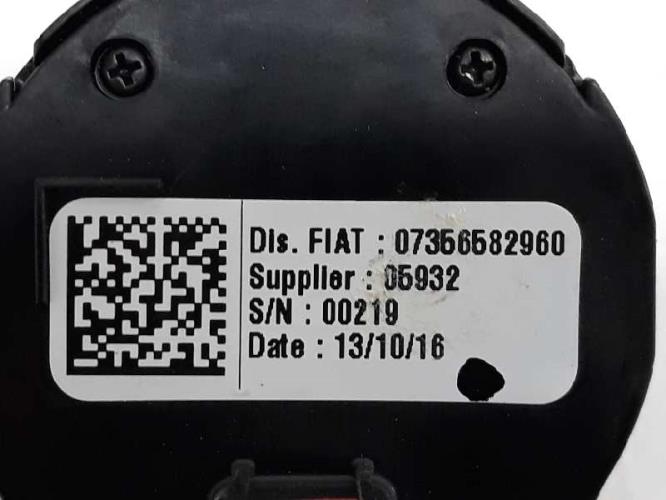 Dis. FIAT : 07356582960
Supplier : 05932
S/N : 00219
Date : 13/10/16